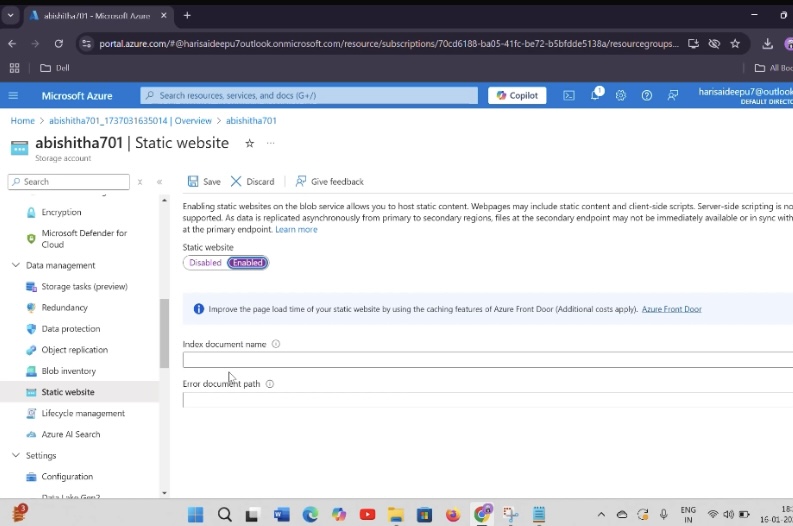 abishitha701 - Microsoft Azure
portal.azure.com/#@harisaideepu7outlook.onmicrosoft.com/resource/subscriptions/70cd6188-ba05-41fc-be72-b5bfdde5138a/resourcegroups...
Dell
All Boo
Microsoft Azure
Search resources, services, and docs (G+/)
Copilot
1
harisaideepu7@outlook
DEFAULT DIRECTO
Home > abishitha701_1737031635014 | Overview > abishitha701
abishitha701 | Static website
Storage account
Search
Save
Discard
Give feedback
Encryption
Microsoft Defender for
Cloud
Data management
Storage tasks (preview)
Redundancy
Data protection
Object replication
Blob inventory
Static website
Lifecycle management
Azure AI Search
Settings
Configuration
Data Lake Gen2
Enabling static websites on the blob service allows you to host static content. Webpages may include static content and client-side scripts. Server-side scripting is no
supported. As data is replicated asynchronously from primary to secondary regions, files at the secondary endpoint may not be immediately available or in sync with
at the primary endpoint. Learn more
Static website
Disabled Enabled
Improve the page load time of your static website by using the caching features of Azure Front Door (Additional costs apply). Azure Front Door
Index document name
Error document path
3
ENG
IN
18:
16-01-20